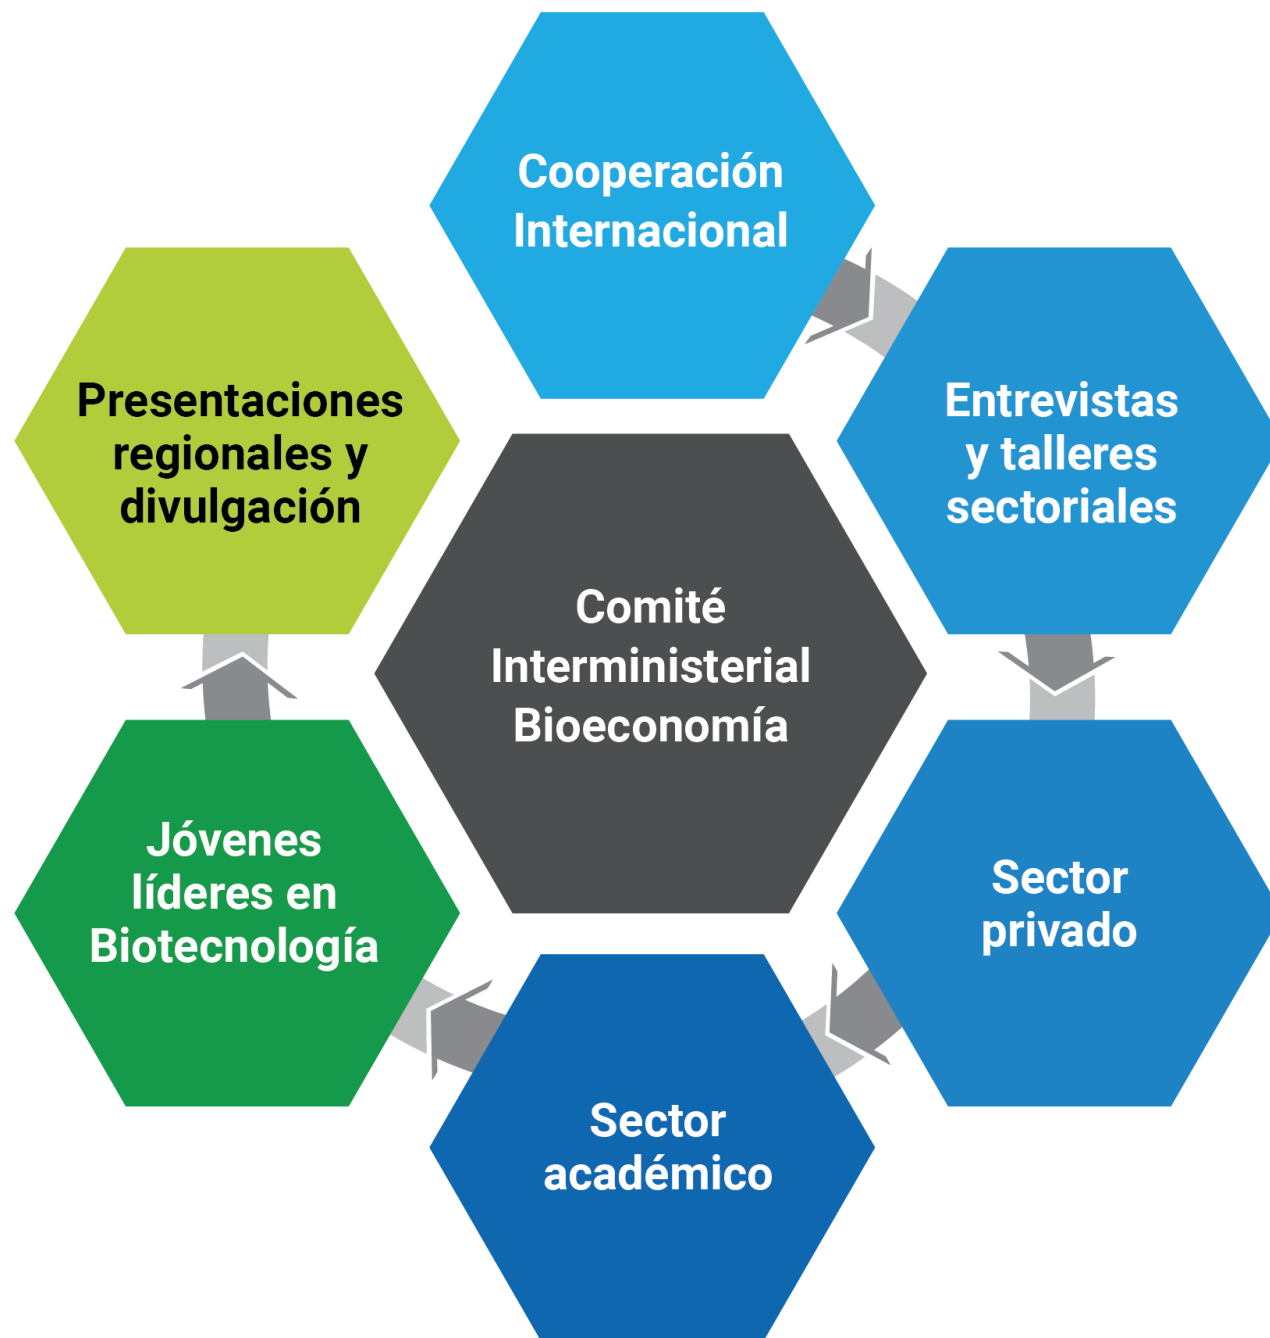 Cooperación
Internacional
Entrevistas
y talleres
sectoriales
Sector
privado
Sector
académico
Jóvenes
líderes en
Biotecnología
Presentaciones
regionales y
divulgación
Comité
Interministerial
Bioeconomía